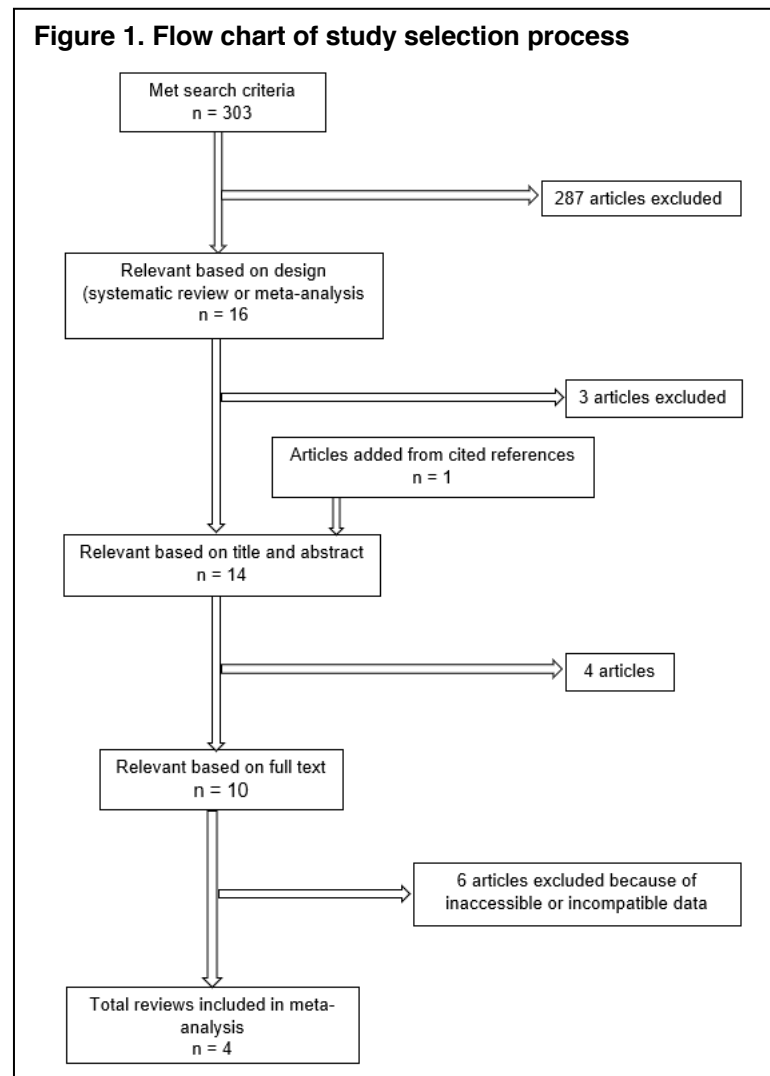 Figure 1. Flow chart of study selection process
Met search criteria
n = 303
287 articles excluded
Relevant based on design
(systematic review or meta-analysis
n = 16
3 articles excluded
Articles added from cited references
n = 1
Relevant based on title and abstract
n = 14
4 articles
Relevant based on full text
n = 10
6 articles excluded because of
inaccessible or incompatible data
Total reviews included in meta-
analysis
n = 4